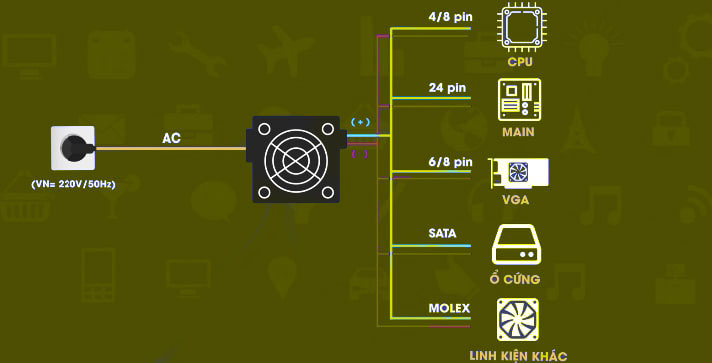 4/8 pin
CPU
24 pin
MAIN
AC
(+)
(-)
(VN= 220V/50Hz)
6/8 pin
VGA
SATA
Ổ CỨNG
MOLEX
LINH KIỆN KHÁC